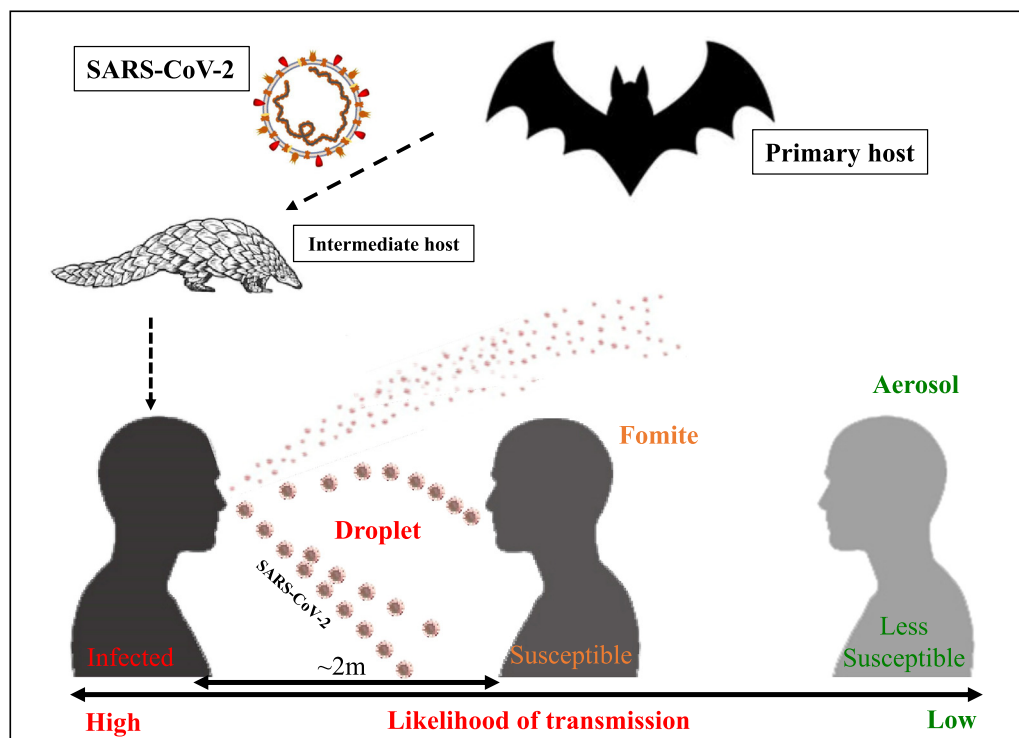 SARS-CoV-2
Primary host
Intermediate host
Aerosol
Fomite
Droplet
SARS-CoV-2
Infected
~2m
Susceptible
Less
Susceptible
High
Likelihood of transmission
Low